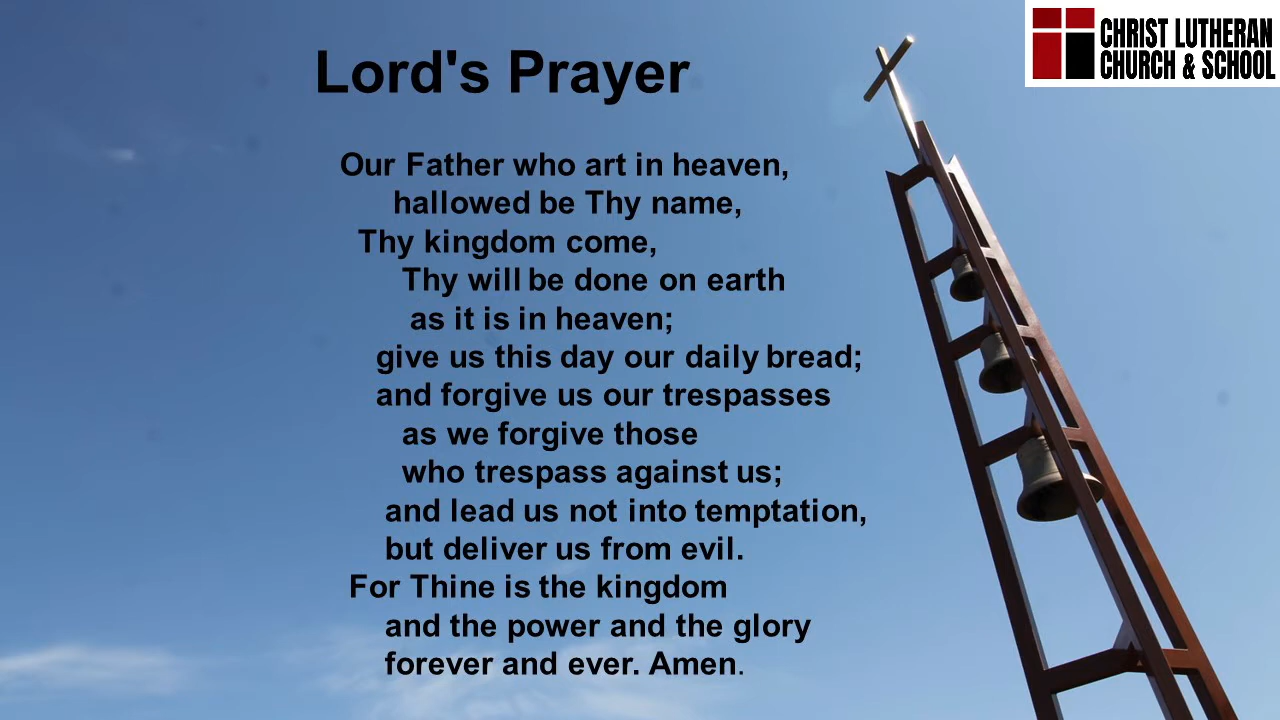 CHRIST LUTHERAN
CHURCH & SCHOOL
Lord's Prayer
Our Father who art in heaven,
hallowed be Thy name,
Thy kingdom come,
Thy will be done on earth
as it is in heaven;
give us this day our daily bread;
and forgive us our trespasses
as we forgive those
who trespass against us;
and lead us not into temptation,
but deliver us from evil.
For Thine is the kingdom
and the power and the glory
forever and ever. Amen.